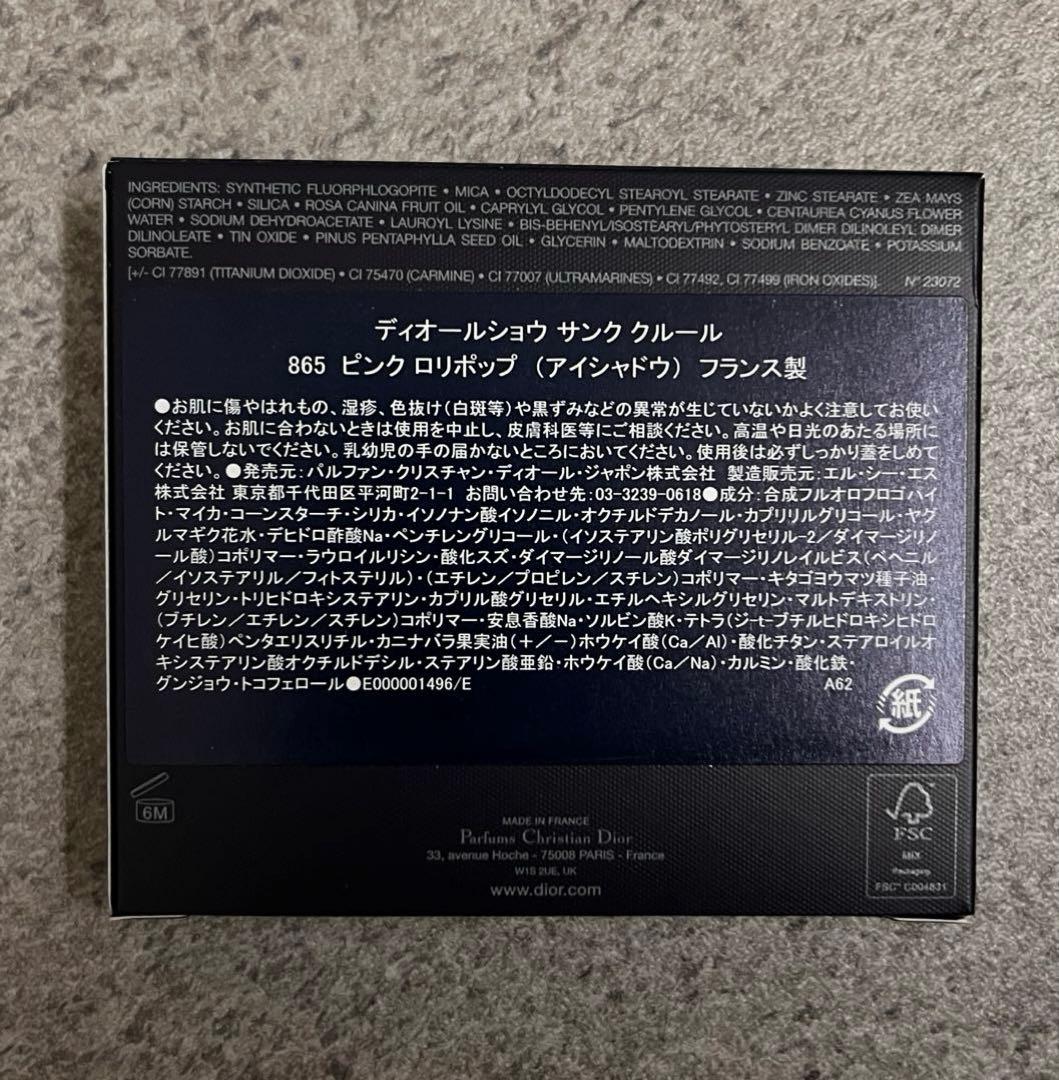 INGREDIENTS: SYNTHETIC FLUORPHLOGOPITE • MICA • OCTYLDODECYL STEAROYL STEARATE • ZINC STEARATE • ZEA MAYS
(CORN) STARCH • SILICA • ROSA CANINA FRUIT OIL • CAPRYLYL GLYCOL • PENTYLENE GLYCOL • CENTAUREA CYANUS FLOWER
WATER • SODIUM DEHYDROACETATE • LAUROYL LYSINE • BIS-BEHENYL/ISOSTEARYL/PHYTOSTERYL DIMER DILINOLEYL DIMER
DILINOLEATE • TIN OXIDE • PINUS PENTAPHYLLA SEED OIL • GLYCERIN • MALTODEXTRIN • SODIUM BENZOATE • POTASSIUM
SORBATE.
[+/- CI 77891 (TITANIUM DIOXIDE) • CI 75470 (CARMINE) • CI 77007 (ULTRAMARINES) • CI 77492, CI 77499 (IRON OXIDES)]. N° 23072
ディオールショウ サンク クルール
865 ピンク ロリポップ (アイシャドウ) フランス製
●お肌に傷やはれもの、湿疹、色抜け(白斑等)や黒ずみなどの異常が生じていないかよく注意してお使い
ください。お肌に合わないときは使用を中止し、皮膚科医等にご相談ください。高温や日光のあたる場所に
は保管しないでください。乳幼児の手の届かないところにおいてください。使用後は必ずしっかり蓋をしめて
ください。●発売元:パルファン・クリスチャン・ディオール・ジャポン株式会社 製造販売元:エル・シー・エス
株式会社 東京都千代田区平河町2-1-1 お問い合わせ先:03-3239-0618●成分:合成フルオロフロゴパイ
ト・マイカ・コーンスターチ・シリカ・イソノナン酸イソノニル・オクチルドデカノール・カプリリルグリコール・ヤグ
ルマギク花水・デヒドロ酢酸Na・ペンチレングリコール・(イソステアリン酸ポリグリセリル-2/ダイマージリノ
ール酸)コポリマー・ラウロイルリシン・酸化スズ・ダイマージリノール酸ダイマージリノレイルビス(ベヘニル
/イソステアリル/フィトステリル)・(エチレン/プロピレン/スチレン)コポリマー・キタゴヨウマツ種子油・
グリセリン・トリヒドロキシステアリン・カプリル酸グリセリル・エチルヘキシルグリセリン・マルトデキストリン・
(ブチレン/エチレン/スチレン)コポリマー・安息香酸Na・ソルビン酸K・テトラ(ジ-t-ブチルヒドロキシヒドロ
ケイヒ酸)ペンタエリスリチル・カニナバラ果実油(+/-)ホウケイ酸(Ca/Al)・酸化チタン・ステアロイルオ
キシステアリン酸オクチルドデシル・ステアリン酸亜鉛・ホウケイ酸(Ca/Na)・カルミン・酸化鉄・
グンジョウ・トコフェロール●E000001496/E A62
紙
6M
MADE IN FRANCE
Parfums Christian Dior
33, avenue Hoche - 75008 PARIS - France
W1S 2UE, UK
www.dior.com
FSC
MIX
Packaging
FSC™ C004831